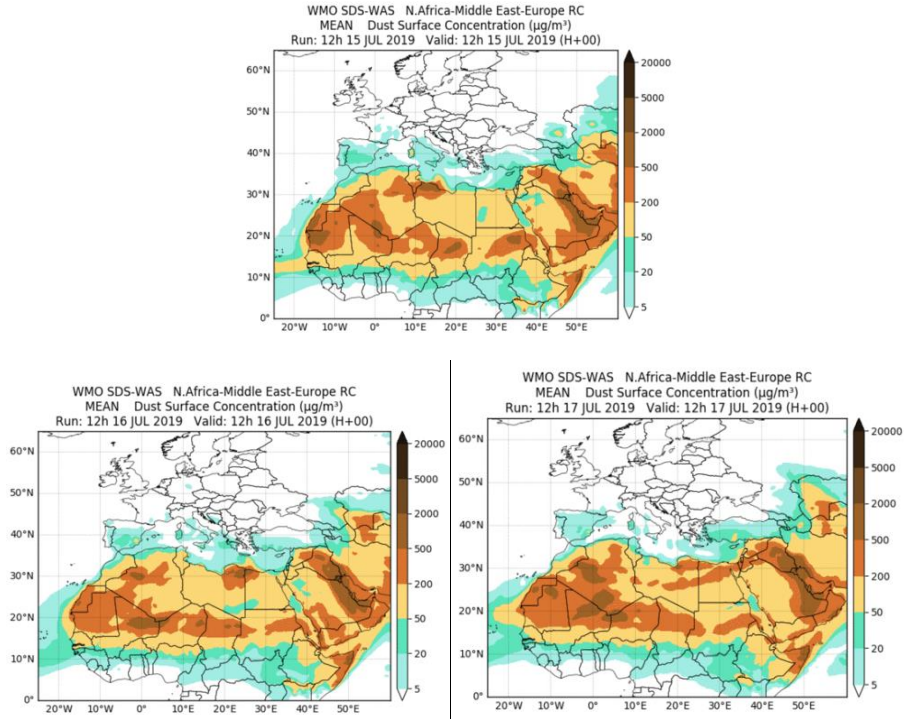 WMO SDS-WAS N.Africa-Middle East-Europe RC
MEAN Dust Surface Concentration (µg/m³)
Run: 12h 15 JUL 2019 Valid: 12h 15 JUL 2019 (H+00)
60°N
50°N
40°N
30°N
20°N
10°N
0°
20°W 10°W 0° 10°E 20°E 30°E 40°E 50°E
20000
5000
2000
500
200
50
20
5
WMO SDS-WAS N.Africa-Middle East-Europe RC
MEAN Dust Surface Concentration (µg/m³)
Run: 12h 16 JUL 2019 Valid: 12h 16 JUL 2019 (H+00)
60°N
50°N
40°N
30°N
20°N
10°N
0°
20°W 10°W 0° 10°E 20°E 30°E 40°E 50°E
20000
5000
2000
500
200
50
20
5
WMO SDS-WAS N.Africa-Middle East-Europe RC
MEAN Dust Surface Concentration (µg/m³)
Run: 12h 17 JUL 2019 Valid: 12h 17 JUL 2019 (H+00)
60°N
50°N
40°N
30°N
20°N
10°N
0°
20°W 10°W 0° 10°E 20°E 30°E 40°E 50°E
20000
5000
2000
500
200
50
20
5